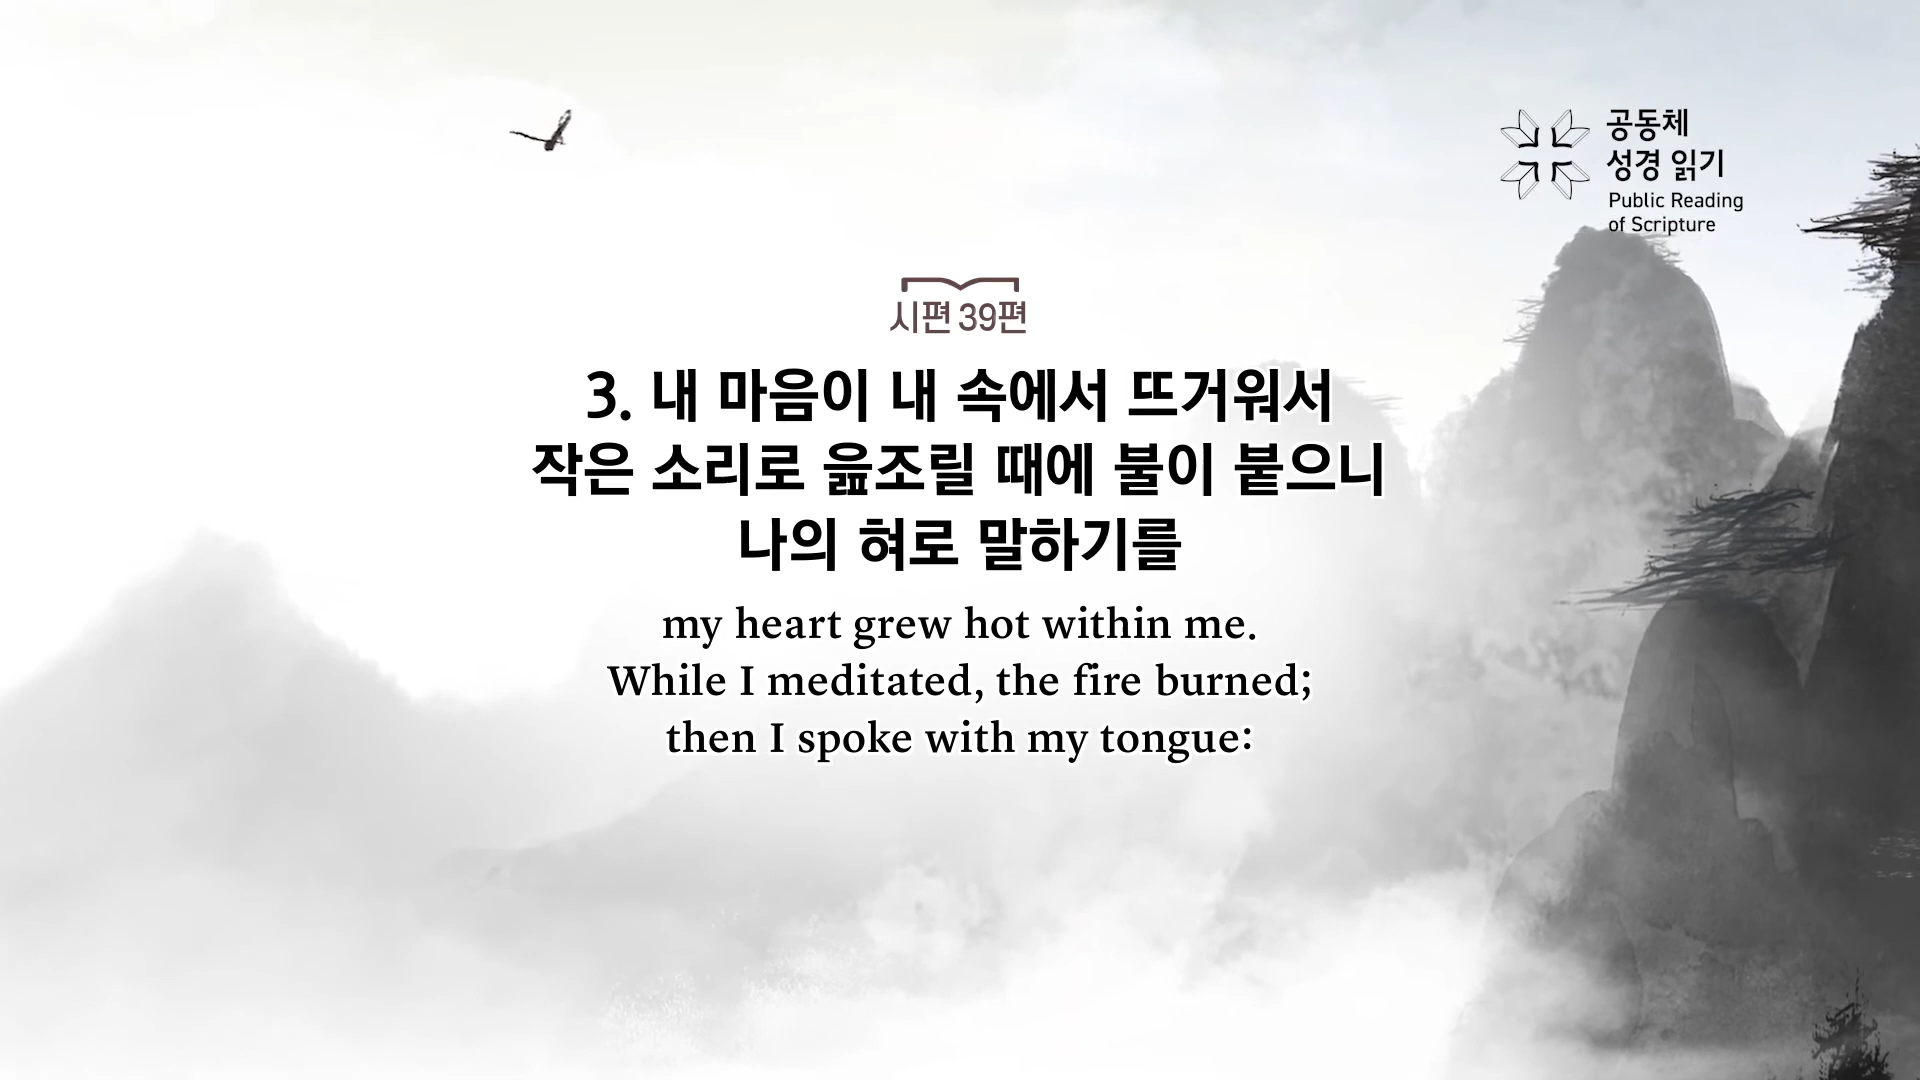 공동체
성경 읽기
Public Reading
of Scripture
시편 39편
3. 내 마음이 내 속에서 뜨거워서
작은 소리로 읊조릴 때에 불이 붙으니
나의 혀로 말하기를
my heart grew hot within me.
While I meditated, the fire burned;
then I spoke with my tongue: